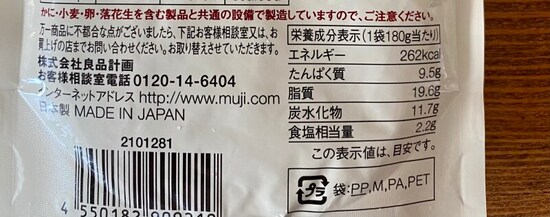 かに・小麦・卵・落花生を含む製品と共通の設備で製造していますので、ご注意ください。
万一商品に不都合な点がございましたら、下記お客様相談室又は、お
買上げの店までお問い合わせください。お取り替えさせていただきます。
株式会社良品計画
お客様相談室電話 0120-14-6404
インターネットアドレス http://www.muji.com
日本製 MADE IN JAPAN
2101281
栄養成分表示(1袋180g当たり)
エネルギー 262kcal
たんぱく質 9.5g
脂質 19.6g
炭水化物 11.7g
食塩相当量 2.2g
この表示値は、目安です。
プラ 袋:PP,M,PA,PET